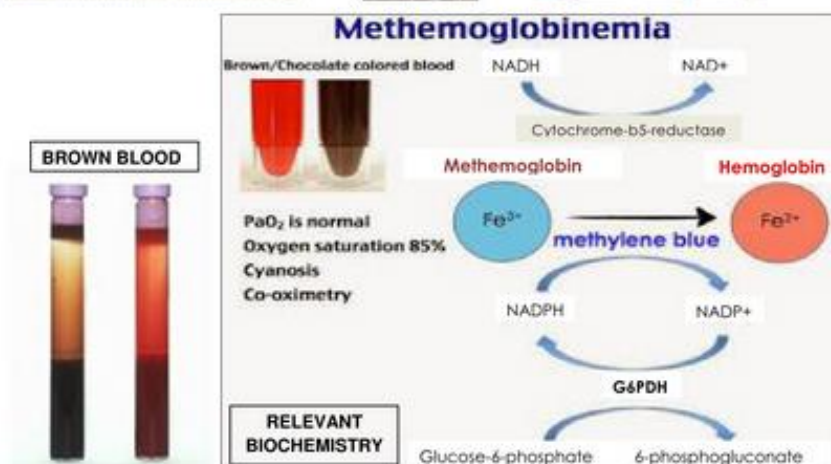 Methemoglobinemia
Brown/Chocolate colored blood
NADH
NAD+
Cytochrome-b5-reductase
BROWN BLOOD
Methemoglobin
Hemoglobin
Fe³⁺
Fe²⁺
methylene blue
PaO₂ is normal
Oxygen saturation 85%
Cyanosis
Co-oximetry
NADPH
NADP+
G6PDH
RELEVANT
BIOCHEMISTRY
Glucose-6-phosphate
6-phosphogluconate